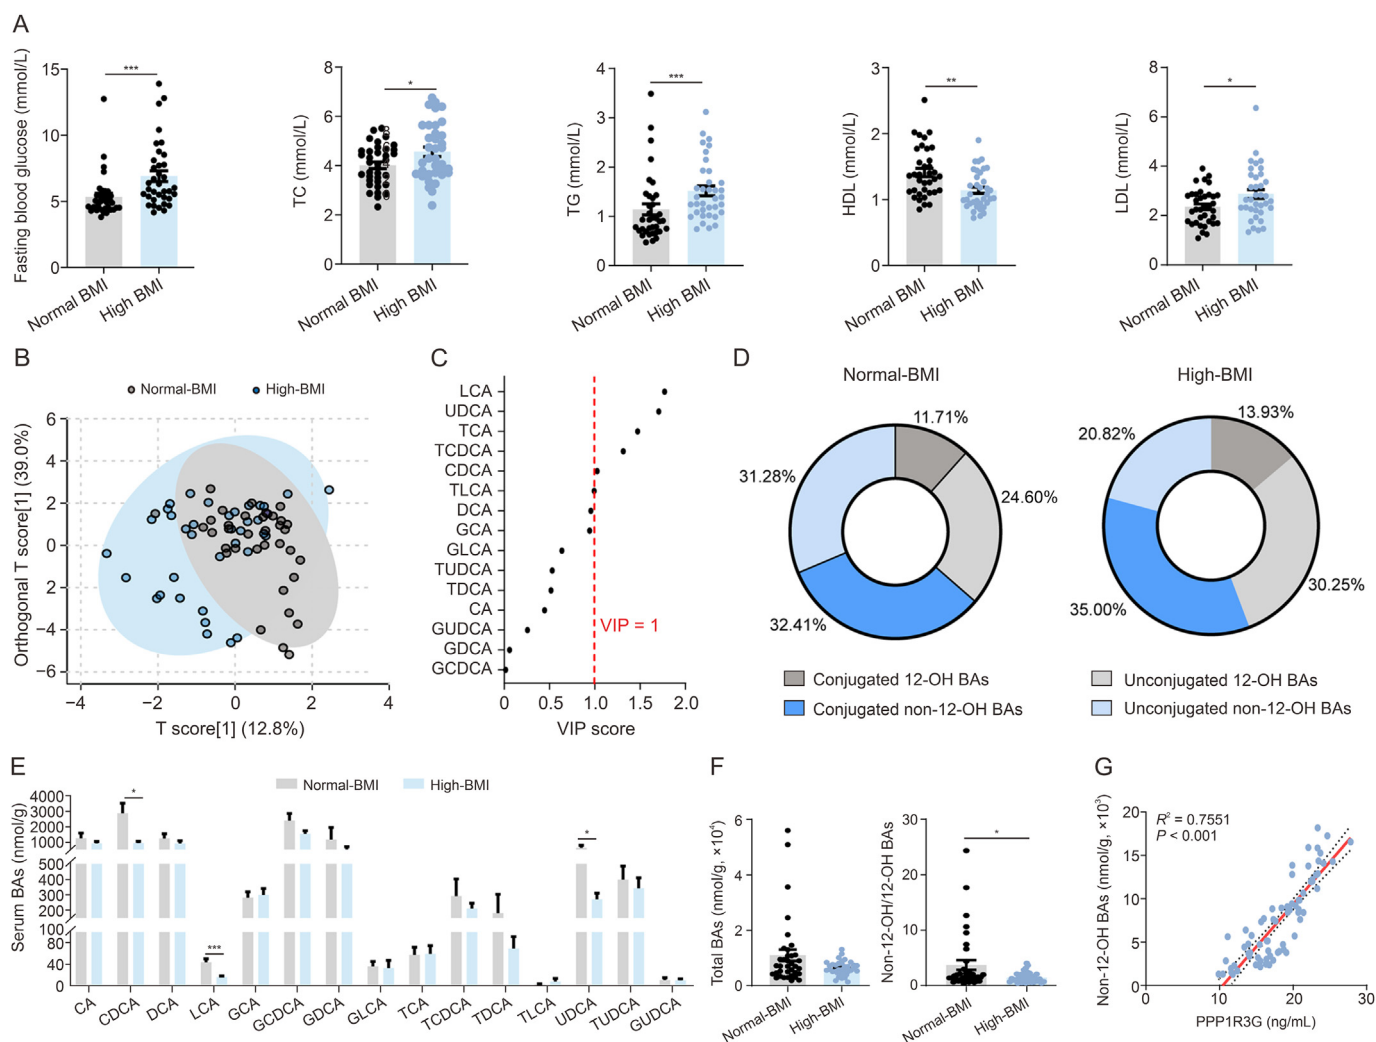 A
Fasting blood glucose (mmol/L)
15
10
5
0
***
Normal BMI
High BMI
TC (mmol/L)
8
6
4
2
0
*
Normal BMI
High BMI
TG (mmol/L)
4
3
2
1
0
***
Normal BMI
High BMI
HDL (mmol/L)
3
2
1
0
**
Normal BMI
High BMI
LDL (mmol/L)
8
6
4
2
0
*
Normal BMI
High BMI
B
Normal-BMI
High-BMI
Orthogonal T score[1] (39.0%)
6
4
2
0
2
−4
−6
−4
−2
0
2
4
T score[1] (12.8%)
C
LCA
UDCA
TCA
TCDCA
CDCA
TLCA
DCA
GCA
GLCA
TUDCA
TDCA
CA
GUDCA
GDCA
GCDCA
VIP = 1
0
0.5
1.0
1.5
2.0
VIP score
D
Normal-BMI
11.71%
24.60%
32.41%
31.28%
High-BMI
13.93%
30.25%
35.00%
20.82%
Conjugated 12-OH BAs
Unconjugated 12-OH BAs
Conjugated non-12-OH BAs
Unconjugated non-12-OH BAs
E
Normal-BMI
High-BMI
Serum BAs (nmol/g)
4000
3000
2000
1000
500
400
300
200
100
80
40
0
*
***
*
CA
CDCA
DCA
LCA
GCA
GCDCA
GDCA
GLCA
TCA
TCDCA
TDCA
TLCA
UDCA
TUDCA
GUDCA
F
Total BAs (nmol/g, ×10⁴)
6
4
2
0
Normal-BMI
High-BMI
Non-12-OH/12-OH BAs
30
20
10
0
*
Normal-BMI
High-BMI
G
Non-12-OH BAs (nmol/g, ×10³)
20
15
10
5
0
R² = 0.7551
P < 0.001
0
10
20
30
PPP1R3G (ng/mL)